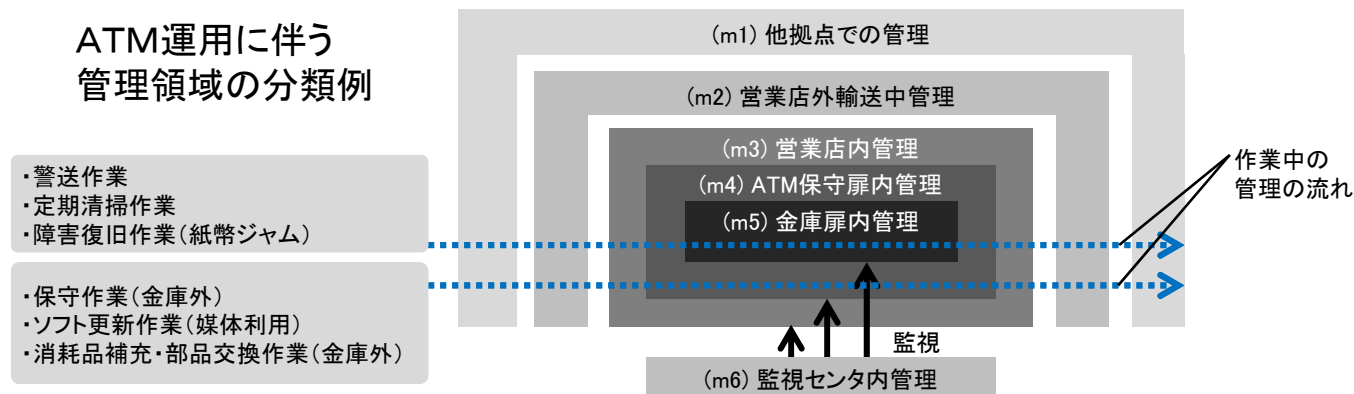 ATM運用に伴う
管理領域の分類例
(m1) 他拠点での管理
(m2) 営業店外輸送中管理
(m3) 営業店内管理
(m4) ATM保守扉内管理
(m5) 金庫扉内管理
・警送作業
・定期清掃作業
・障害復旧作業(紙幣ジャム)
・保守作業(金庫外)
・ソフト更新作業(媒体利用)
・消耗品補充・部品交換作業(金庫外)
作業中の
管理の流れ
監視
(m6) 監視センタ内管理